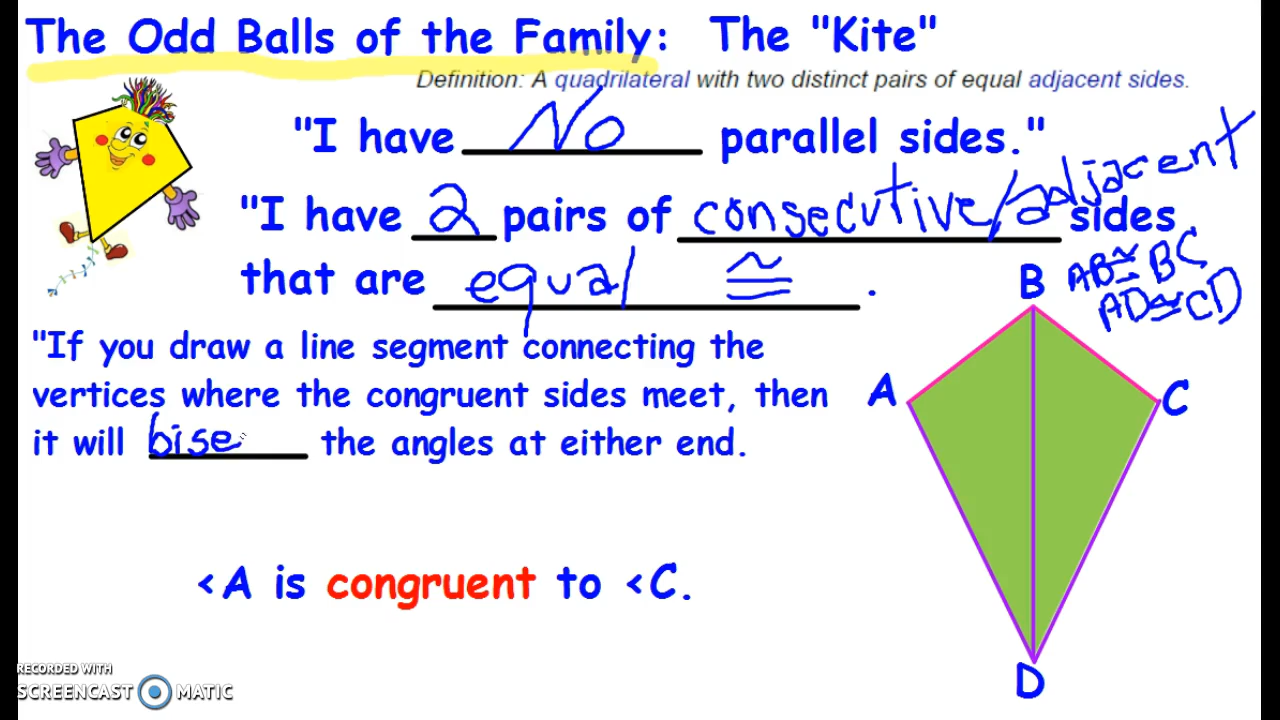 The Odd Balls of the Family: The "Kite"
Definition: A quadrilateral with two distinct pairs of equal adjacent sides.
"I have No parallel sides."
"I have 2 pairs of consecutive/adjacent sides
that are equal ≅ .
AB≅BC
AD≅CD
B
"If you draw a line segment connecting the
vertices where the congruent sides meet, then
it will bise the angles at either end.
A
C
<A is congruent to <C.
D
RECORDED WITH
SCREENCAST MATIC